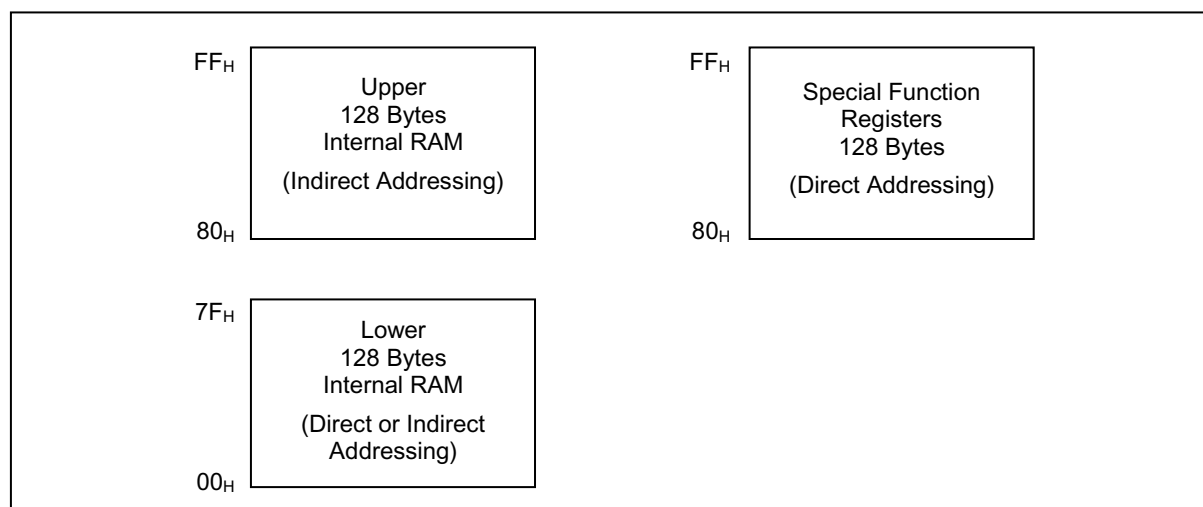 FFH
Upper
128 Bytes
Internal RAM
(Indirect Addressing)
80H
FFH
Special Function
Registers
128 Bytes
(Direct Addressing)
80H
7FH
Lower
128 Bytes
Internal RAM
(Direct or Indirect
Addressing)
00H